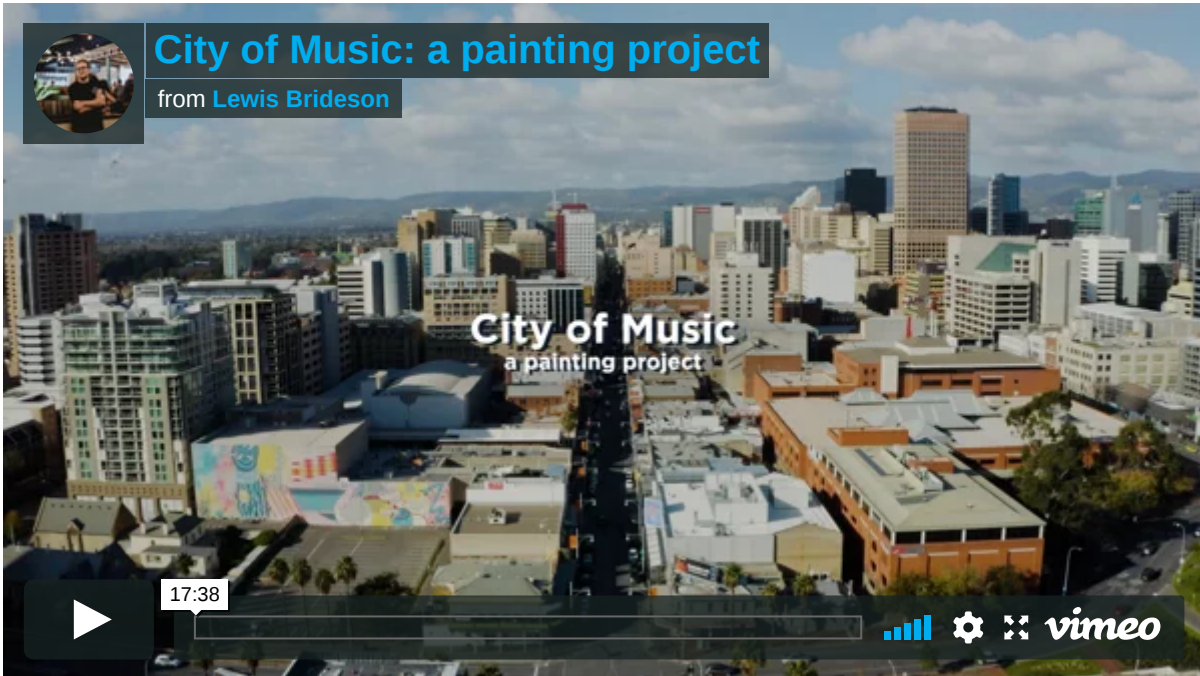 City of Music: a painting project
from Lewis Brideson
City of Music
a painting project
17:38
vimeo